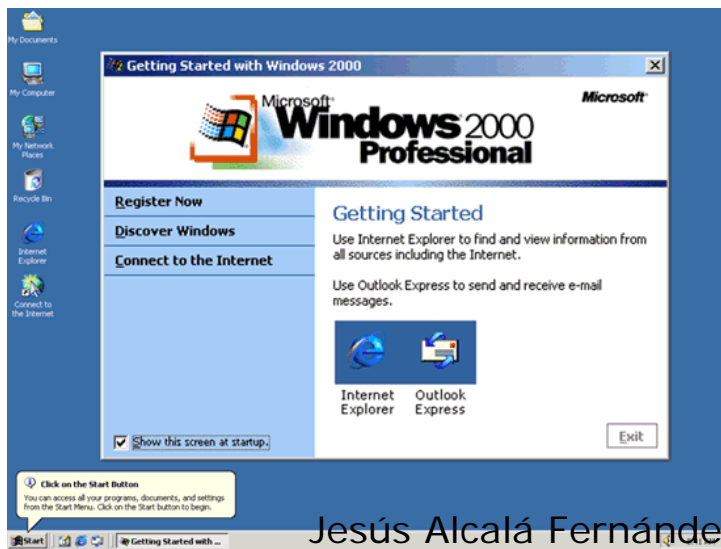 My Documents
My Computer
My Network
Places
Recycle Bin
Internet
Explorer
Connect to
the Internet
Getting Started with Windows 2000
Microsoft
Microsoft
Windows 2000
Professional
Register Now
Discover Windows
Connect to the Internet
Getting Started
Use Internet Explorer to find and view information from
all sources including the Internet.
Use Outlook Express to send and receive e-mail
messages.
Internet
Explorer
Outlook
Express
Show this screen at startup.
Exit
Click on the Start Button
You can access all your programs, documents, and settings
from the Start Menu. Click on the Start button to begin.
Start
Getting Started with ...
Jesús Alcalá Fernánde